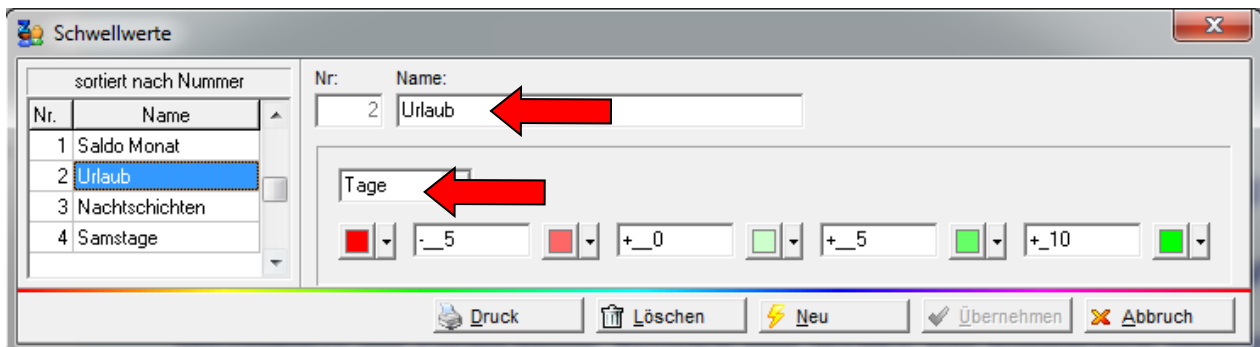 Schwellwerte
sortiert nach Nummer
Nr. Name
1 Saldo Monat
2 Urlaub
3 Nachtschichten
4 Samstage
Nr: Name:
2 Urlaub
Tage
-__5 +__0 +__5 +_10
Druck Löschen Neu Übernehmen Abbruch